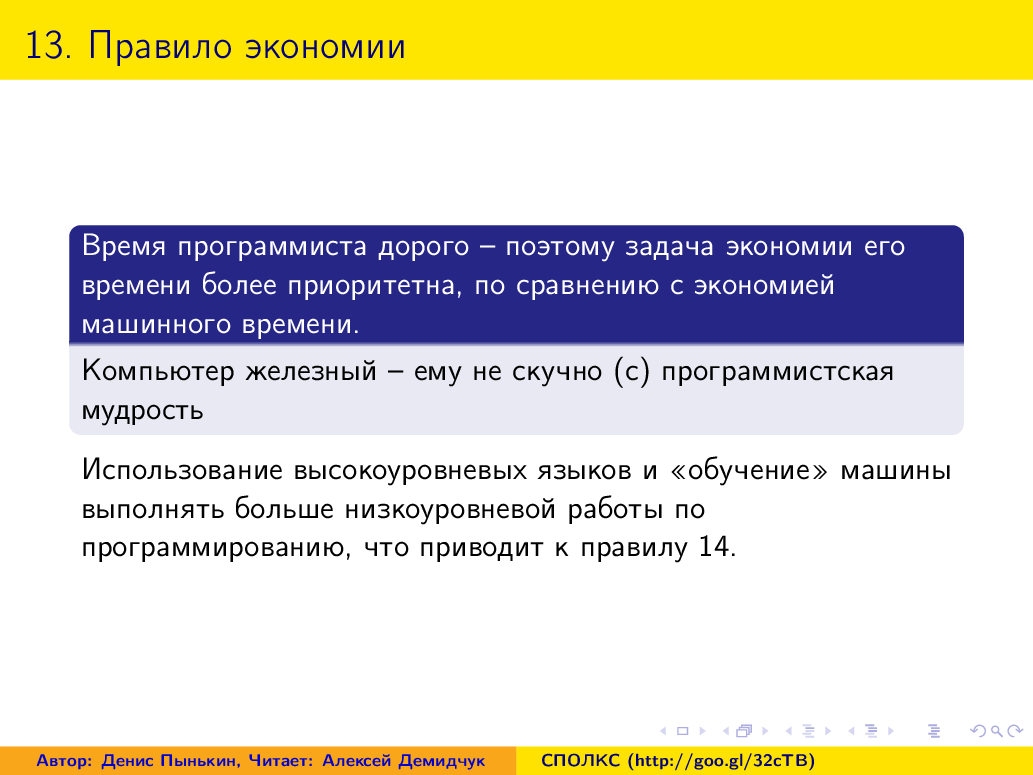 13. Правило экономии
Время программиста дорого – поэтому задача экономии его
времени более приоритетна, по сравнению с экономией
машинного времени.
Компьютер железный – ему не скучно (с) программистская
мудрость
Использование высокоуровневых языков и «обучение» машины
выполнять больше низкоуровневой работы по
программированию, что приводит к правилу 14.
Автор: Денис Пынькин, Читает: Алексей Демидчук
СПОЛКС (http://goo.gl/32cTB)